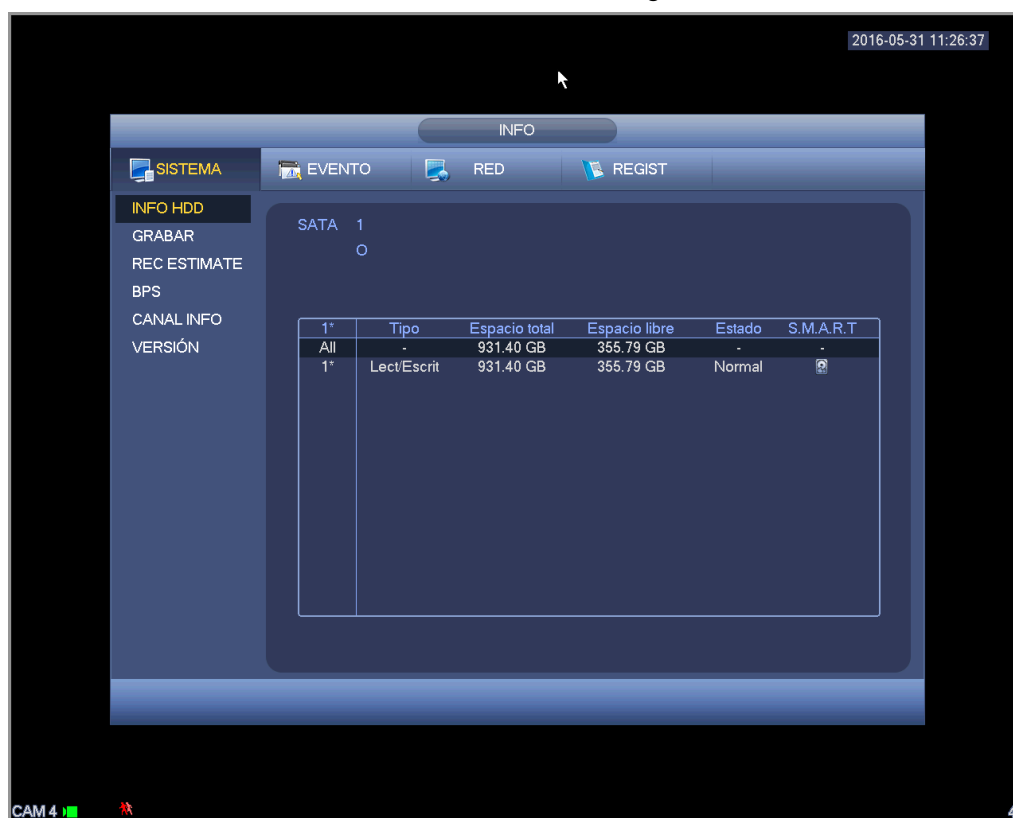 2016-05-31 11:26:37
INFO
SISTEMA EVENTO RED REGIST
INFO HDD
GRABAR
REC ESTIMATE
BPS
CANAL INFO
VERSIÓN
SATA 1
O
1* Tipo Espacio total Espacio libre Estado S.M.A.R.T
All - 931.40 GB 355.79 GB - -
1* Lect/Escrit 931.40 GB 355.79 GB Normal
CAM 4